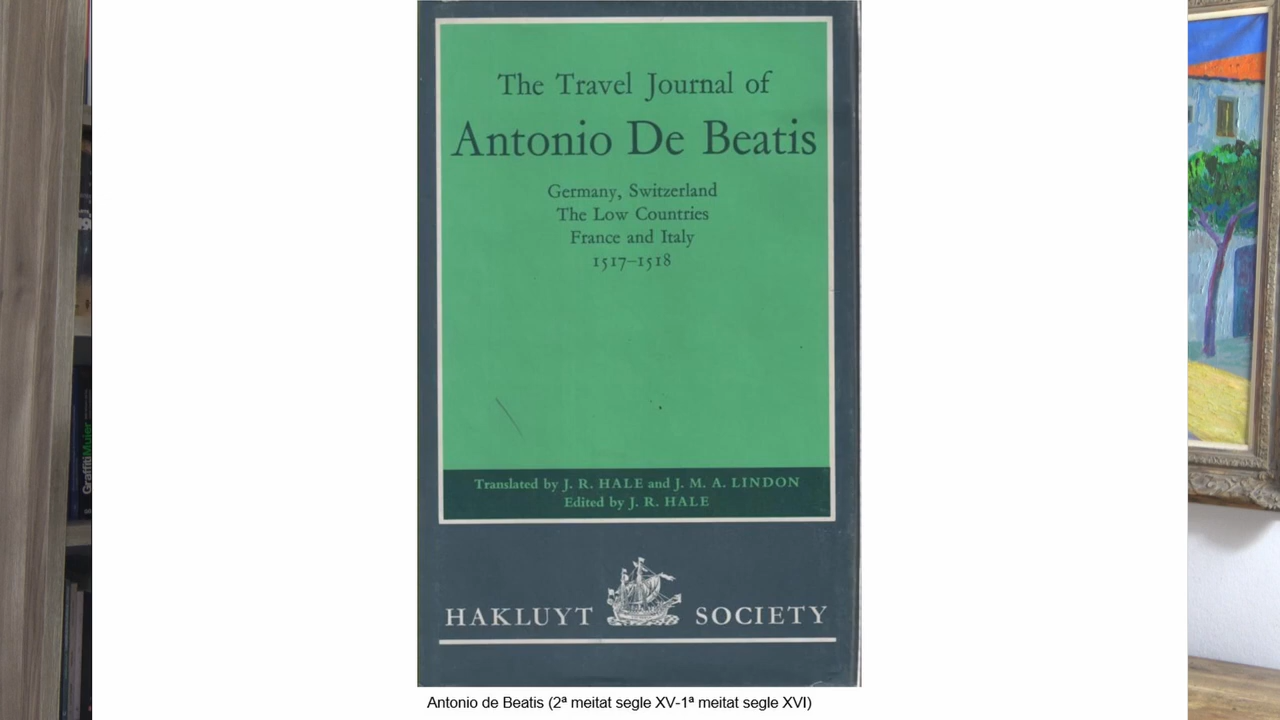 The Travel Journal of
Antonio De Beatis
Germany, Switzerland
The Low Countries
France and Italy
1517–1518
Translated by J. R. HALE and J. M. A. LINDON
Edited by J. R. HALE
HAKLUYT SOCIETY
Antonio de Beatis (2ª meitat segle XV-1ª meitat segle XVI)
GraffitiMujer